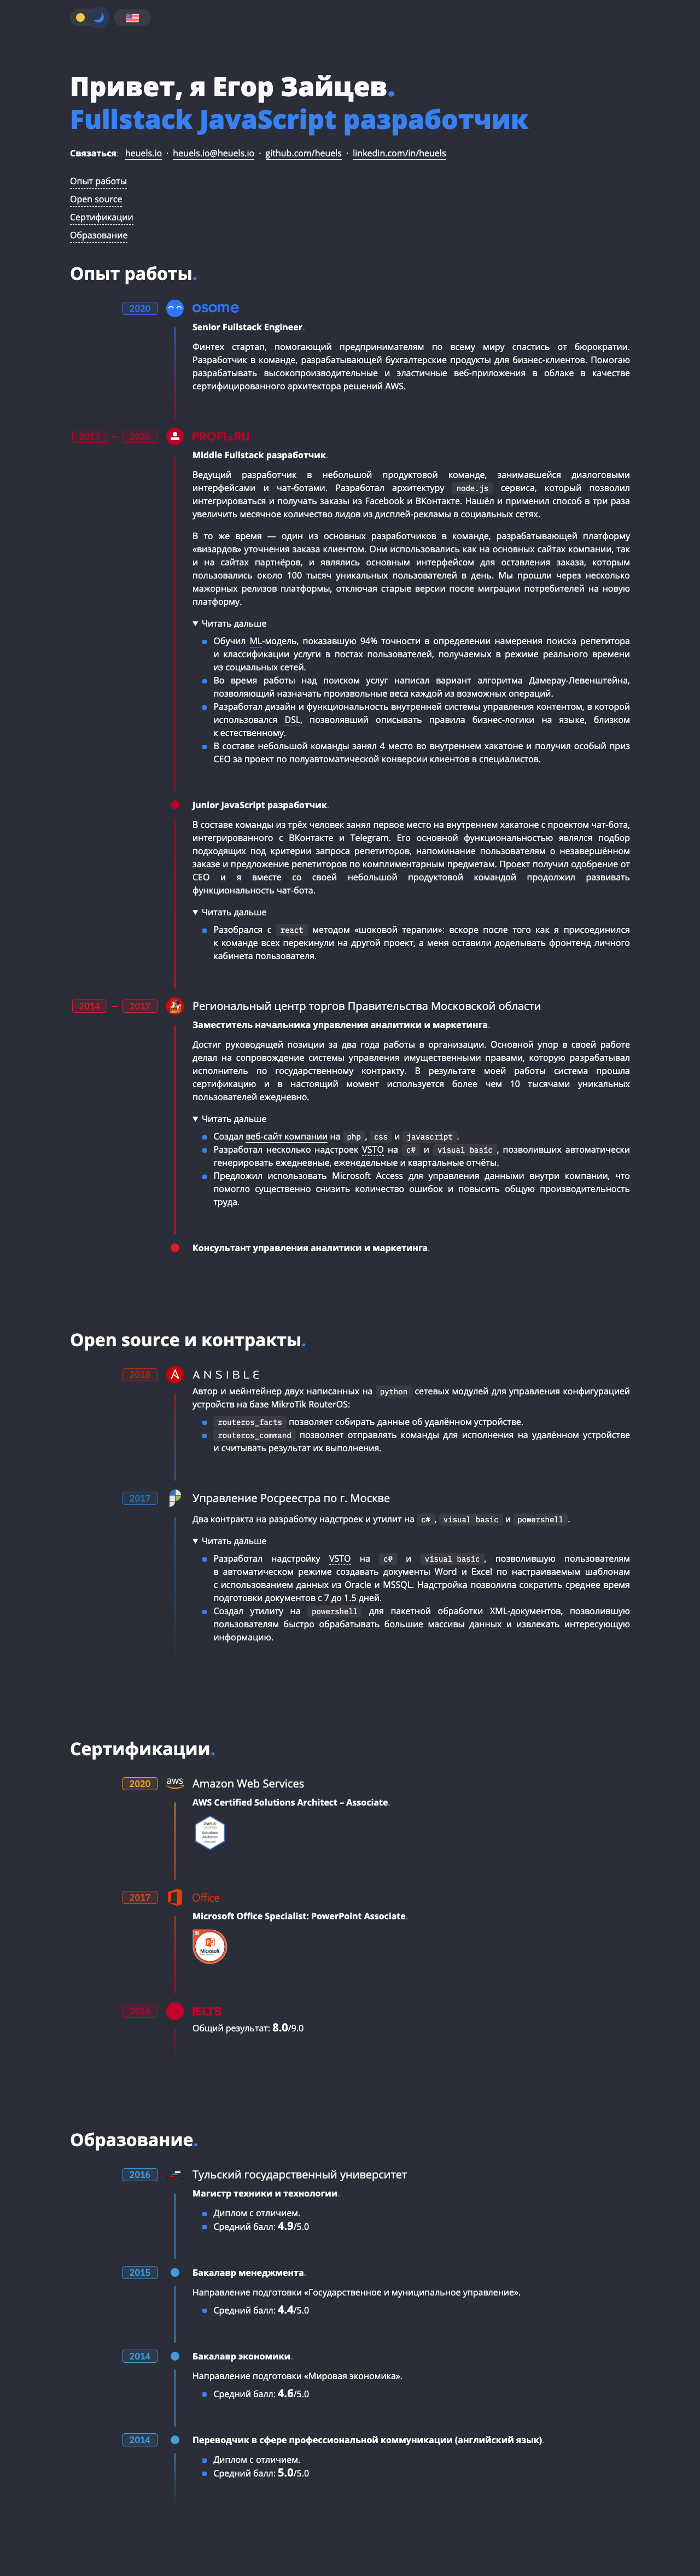 Привет, я Егор Зайцев.
Fullstack JavaScript разработчик
Связаться: heuels.io · heuels.io@heuels.io · github.com/heuels · linkedin.com/in/heuels
Опыт работы
Open source
Сертификации
Образование
Опыт работы.
2020 osome
Senior Fullstack Engineer.
Финтех стартап, помогающий предпринимателям по всему миру спастись от бюрократии.
Разработчик в команде, разрабатывающей бухгалтерские продукты для бизнес-клиентов. Помогаю
разрабатывать высокопроизводительные и эластичные веб-приложения в облаке в качестве
сертифицированного архитектора решений AWS.
2017 – 2020 PROFI.RU
Middle Fullstack разработчик.
Ведущий разработчик в небольшой продуктовой команде, занимавшейся диалоговыми
интерфейсами и чат-ботами. Разработал архитектуру node.js сервиса, который позволил
интегрироваться и получать заказы из Facebook и ВКонтакте. Нашёл и применил способ в три раза
увеличить месячное количество лидов из дисплей-рекламы в социальных сетях.
В то же время — один из основных разработчиков в команде, разрабатывающей платформу
«визардов» уточнения заказа клиентом. Они использовались как на основных сайтах компании, так
и на сайтах партнёров, и являлись основным интерфейсом для оставления заказа, которым
пользовались около 100 тысяч уникальных пользователей в день. Мы прошли через несколько
мажорных релизов платформы, отключая старые версии после миграции потребителей на новую
платформу.
▼ Читать дальше
Обучил ML-модель, показавшую 94% точности в определении намерения поиска репетитора
и классификации услуги в постах пользователей, получаемых в режиме реального времени
из социальных сетей.
Во время работы над поиском услуг написал вариант алгоритма Дамерау-Левенштейна,
позволяющий назначать произвольные веса каждой из возможных операций.
Разработал дизайн и функциональность внутренней системы управления контентом, в которой
использовался DSL, позволявший описывать правила бизнес-логики на языке, близком
к естественному.
В составе небольшой команды занял 4 место во внутреннем хакатоне и получил особый приз
CEO за проект по полуавтоматической конверсии клиентов в специалистов.
Junior JavaScript разработчик.
В составе команды из трёх человек занял первое место на внутреннем хакатоне с проектом чат-бота,
интегрированного с ВКонтакте и Telegram. Его основной функциональностью являлся подбор
подходящих под критерии запроса репетиторов, напоминание пользователям о незавершённом
заказе и предложение репетиторов по комплиментарным предметам. Проект получил одобрение от
CEO и я вместе со своей небольшой продуктовой командой продолжил развивать
функциональность чат-бота.
▼ Читать дальше
Разобрался с react методом «шоковой терапии»: вскоре после того как я присоединился
к команде всех перекинули на другой проект, а меня оставили доделывать фронтенд личного
кабинета пользователя.
2014 – 2017 Региональный центр торгов Правительства Московской области
Заместитель начальника управления аналитики и маркетинга.
Достиг руководящей позиции за два года работы в организации. Основной упор в своей работе
делал на сопровождение системы управления имущественными правами, которую разрабатывал
исполнитель по государственному контракту. В результате моей работы система прошла
сертификацию и в настоящий момент используется более чем 10 тысячами уникальных
пользователей ежедневно.
▼ Читать дальше
Создал веб-сайт компании на php, css и javascript.
Разработал несколько надстроек VSTO на c# и visual basic, позволивших автоматически
генерировать ежедневные, еженедельные и квартальные отчёты.
Предложил использовать Microsoft Access для управления данными внутри компании, что
помогло существенно снизить количество ошибок и повысить общую производительность
труда.
Консультант управления аналитики и маркетинга.
Open source и контракты.
2018 ANSIBLE
Автор и мейнтейнер двух написанных на python сетевых модулей для управления конфигурацией
устройств на базе MikroTik RouterOS:
routeros_facts позволяет собирать данные об удалённом устройстве.
routeros_command позволяет отправлять команды для исполнения на удалённом устройстве
и считывать результат их выполнения.
2017 Управление Росреестра по г. Москве
Два контракта на разработку надстроек и утилит на c#, visual basic и powershell.
▼ Читать дальше
Разработал надстройку VSTO на c# и visual basic, позволившую пользователям
в автоматическом режиме создавать документы Word и Excel по настраиваемым шаблонам
с использованием данных из Oracle и MSSQL. Надстройка позволила сократить среднее время
подготовки документов с 7 до 1.5 дней.
Создал утилиту на powershell для пакетной обработки XML-документов, позволившую
пользователям быстро обрабатывать большие массивы данных и извлекать интересующую
информацию.
Сертификации.
2020 aws Amazon Web Services
AWS Certified Solutions Architect – Associate.
aws
Solutions
Architect
2017 Office
Microsoft Office Specialist: PowerPoint Associate.
Microsoft
2014 IELTS
Общий результат: 8.0/9.0
Образование.
2016 Тульский государственный университет
Магистр техники и технологии.
Диплом с отличием.
Средний балл: 4.9/5.0
2015 Бакалавр менеджмента.
Направление подготовки «Государственное и муниципальное управление».
Средний балл: 4.4/5.0
2014 Бакалавр экономики.
Направление подготовки «Мировая экономика».
Средний балл: 4.6/5.0
2014 Переводчик в сфере профессиональной коммуникации (английский язык).
Диплом с отличием.
Средний балл: 5.0/5.0